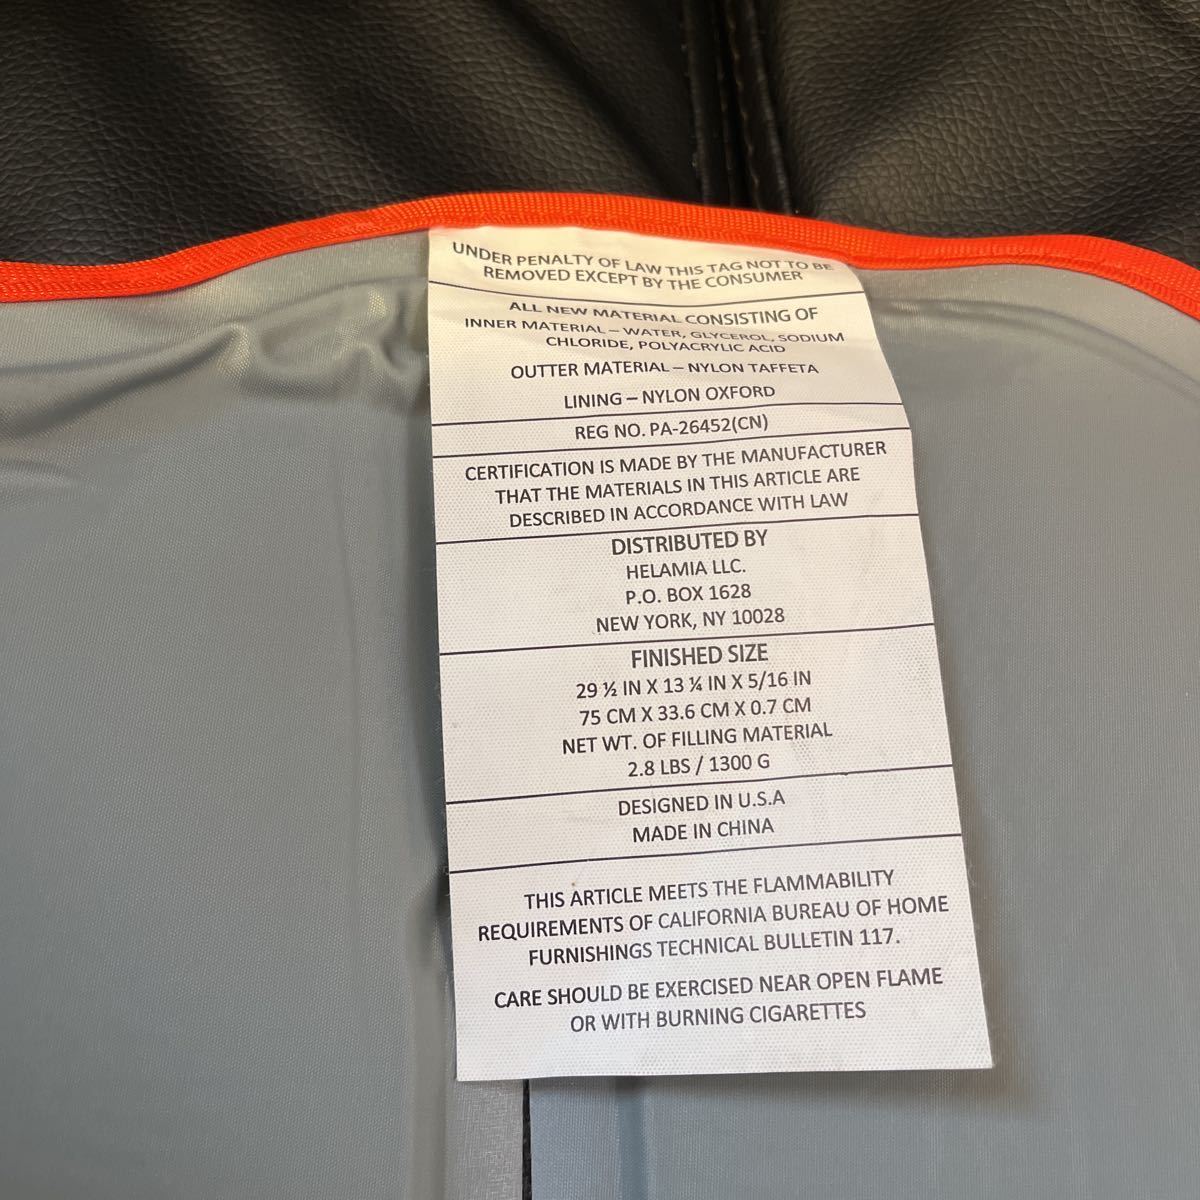 UNDER PENALTY OF LAW THIS TAG NOT TO BE
REMOVED EXCEPT BY THE CONSUMER
ALL NEW MATERIAL CONSISTING OF
INNER MATERIAL – WATER, GLYCEROL, SODIUM
CHLORIDE, POLYACRYLIC ACID
OUTTER MATERIAL – NYLON TAFFETA
LINING – NYLON OXFORD
REG NO. PA-26452(CN)
CERTIFICATION IS MADE BY THE MANUFACTURER
THAT THE MATERIALS IN THIS ARTICLE ARE
DESCRIBED IN ACCORDANCE WITH LAW
DISTRIBUTED BY
HELAMIA LLC.
P.O. BOX 1628
NEW YORK, NY 10028
FINISHED SIZE
29 ½ IN X 13 ¼ IN X 5/16 IN
75 CM X 33.6 CM X 0.7 CM
NET WT. OF FILLING MATERIAL
2.8 LBS / 1300 G
DESIGNED IN U.S.A
MADE IN CHINA
THIS ARTICLE MEETS THE FLAMMABILITY
REQUIREMENTS OF CALIFORNIA BUREAU OF HOME
FURNISHINGS TECHNICAL BULLETIN 117.
CARE SHOULD BE EXERCISED NEAR OPEN FLAME
OR WITH BURNING CIGARETTES